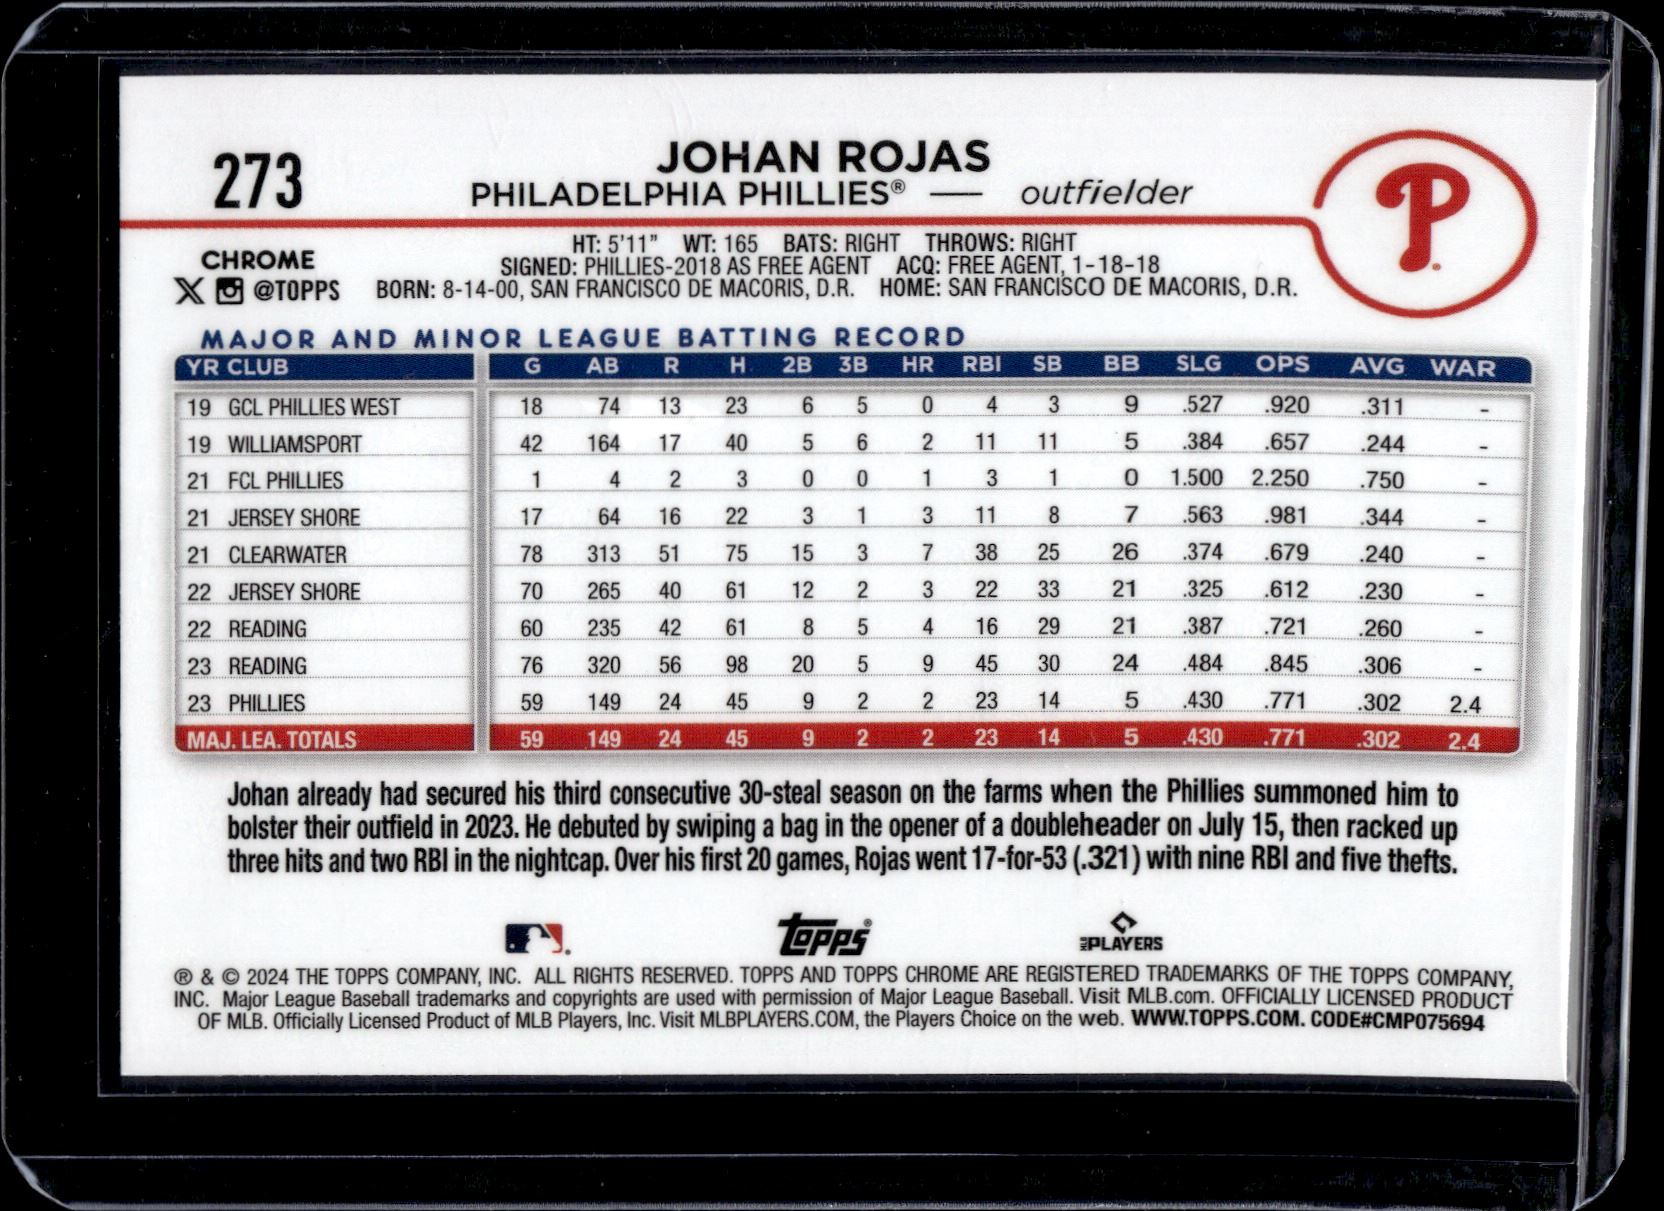 273
JOHAN ROJAS
PHILADELPHIA PHILLIES® — outfielder
P
CHROME
X @TOPPS
HT: 5'11" WT: 165 BATS: RIGHT THROWS: RIGHT
SIGNED: PHILLIES-2018 AS FREE AGENT ACQ: FREE AGENT, 1-18-18
BORN: 8-14-00, SAN FRANCISCO DE MACORIS, D.R. HOME: SAN FRANCISCO DE MACORIS, D.R.
MAJOR AND MINOR LEAGUE BATTING RECORD
YR CLUB G AB R H 2B 3B HR RBI SB BB SLG OPS AVG WAR
19 GCL PHILLIES WEST 18 74 13 23 6 5 0 4 3 9 .527 .920 .311 -
19 WILLIAMSPORT 42 164 17 40 5 6 2 11 11 5 .384 .657 .244 -
21 FCL PHILLIES 1 4 2 3 0 0 1 3 1 0 1.500 2.250 .750 -
21 JERSEY SHORE 17 64 16 22 3 1 3 11 8 7 .563 .981 .344 -
21 CLEARWATER 78 313 51 75 15 3 7 38 25 26 .374 .679 .240 -
22 JERSEY SHORE 70 265 40 61 12 2 3 22 33 21 .325 .612 .230 -
22 READING 60 235 42 61 8 5 4 16 29 21 .387 .721 .260 -
23 READING 76 320 56 98 20 5 9 45 30 24 .484 .845 .306 -
23 PHILLIES 59 149 24 45 9 2 2 23 14 5 .430 .771 .302 2.4
MAJ. LEA. TOTALS 59 149 24 45 9 2 2 23 14 5 .430 .771 .302 2.4
Johan already had secured his third consecutive 30-steal season on the farms when the Phillies summoned him to
bolster their outfield in 2023. He debuted by swiping a bag in the opener of a doubleheader on July 15, then racked up
three hits and two RBI in the nightcap. Over his first 20 games, Rojas went 17-for-53 (.321) with nine RBI and five thefts.
topps® MLB PLAYERS
® & © 2024 THE TOPPS COMPANY, INC. ALL RIGHTS RESERVED. TOPPS AND TOPPS CHROME ARE REGISTERED TRADEMARKS OF THE TOPPS COMPANY,
INC. Major League Baseball trademarks and copyrights are used with permission of Major League Baseball. Visit MLB.com. OFFICIALLY LICENSED PRODUCT
OF MLB. Officially Licensed Product of MLB Players, Inc. Visit MLBPLAYERS.COM, the Players Choice on the web. WWW.TOPPS.COM. CODE#CMP075694